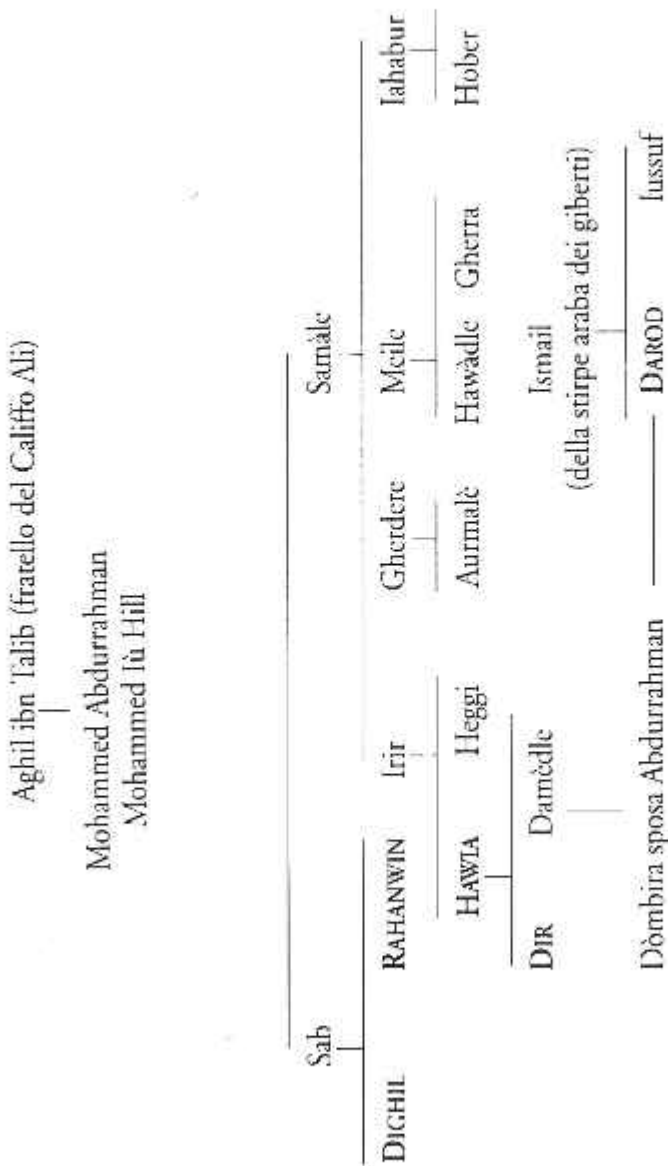 Aghil ibn Talib (fratello del Califfo Ali)
Mohammed Abdurrahman
Mohammed Iù Hill
Sab
Samàle
DIGHIL
RAHANWIN
Irir
Gherdere
Meile
Iahabur
HAWIA
Heggi
Aurmalè
Hawàdle
Gherra
Hober
DIR
Damèdle
Ismail
(della stirpe araba dei giberti)
Dòmbira sposa Abdurrahman
DAROD
Iussuf